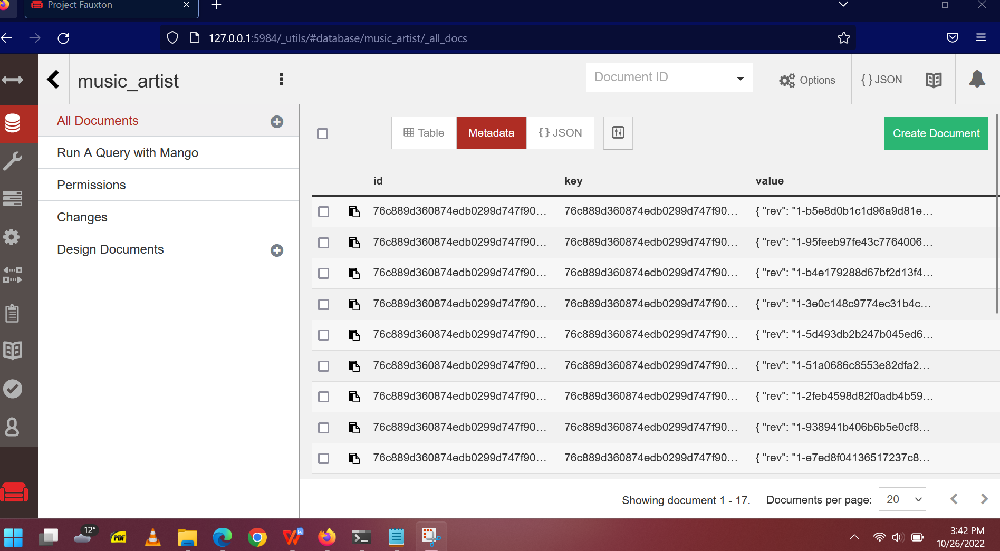 Project Fauxton
127.0.0.1:5984/_utils/#database/music_artist/_all_docs
music_artist
Document ID
Options
{ } JSON
All Documents
Run A Query with Mango
Permissions
Changes
Design Documents
Table
Metadata
{ } JSON
Create Document
id key value
76c889d360874edb0299d747f90... 76c889d360874edb0299d747f90... { "rev": "1-b5e8d0b1c1d96a9d81e...
76c889d360874edb0299d747f90... 76c889d360874edb0299d747f90... { "rev": "1-95feeb97fe43c7764006...
76c889d360874edb0299d747f90... 76c889d360874edb0299d747f90... { "rev": "1-b4e179288d67bf2d13f4...
76c889d360874edb0299d747f90... 76c889d360874edb0299d747f90... { "rev": "1-3e0c148c9774ec31b4c...
76c889d360874edb0299d747f90... 76c889d360874edb0299d747f90... { "rev": "1-5d493db2b247b045ed6...
76c889d360874edb0299d747f90... 76c889d360874edb0299d747f90... { "rev": "1-51a0686c8553e82dfa2...
76c889d360874edb0299d747f90... 76c889d360874edb0299d747f90... { "rev": "1-2feb4598d82f0adb4b59...
76c889d360874edb0299d747f90... 76c889d360874edb0299d747f90... { "rev": "1-938941b406b6b5e0cf8...
76c889d360874edb0299d747f90... 76c889d360874edb0299d747f90... { "rev": "1-e7ed8f04136517237c8...
Showing document 1 - 17. Documents per page: 20
12°
PDF
W
3:42 PM
10/26/2022